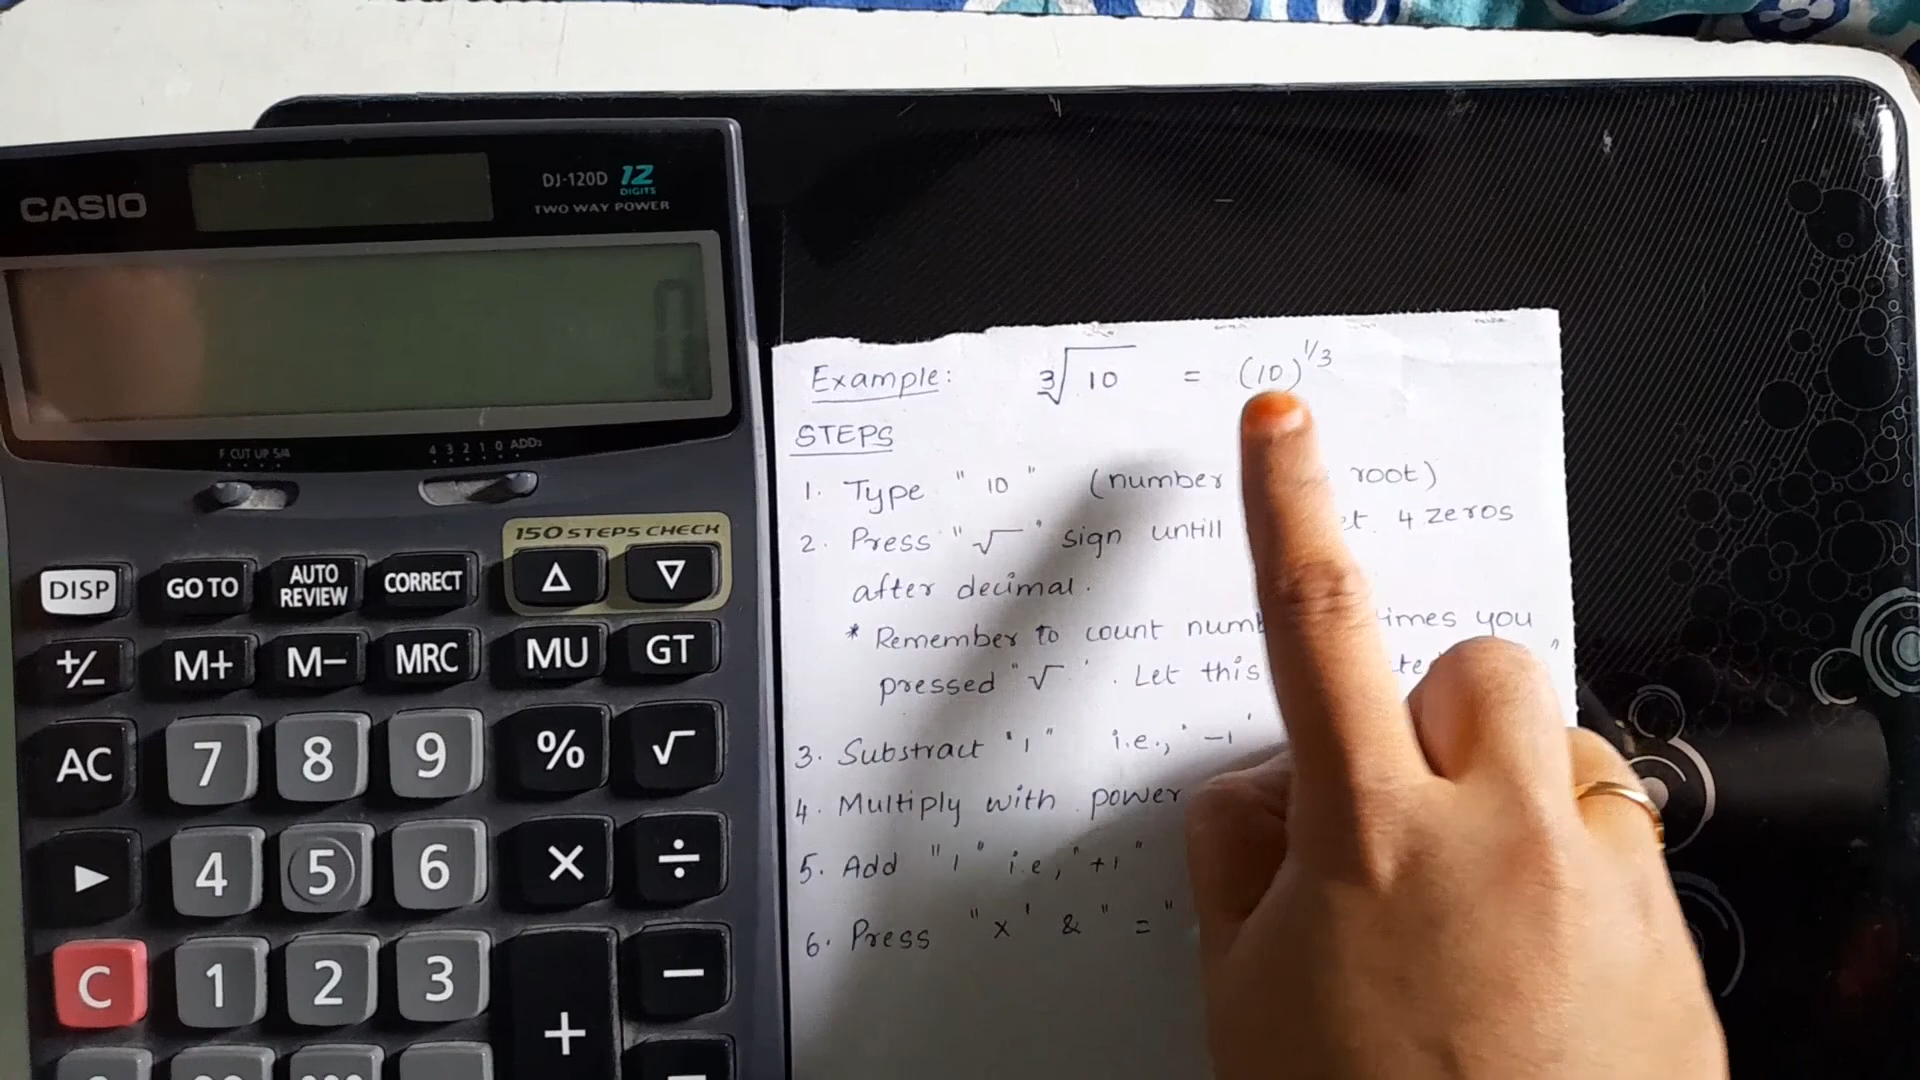 CASIO
DJ-120D 12 DIGITS
TWO WAY POWER
0
F CUT UP 5/4
4 3 2 1 0 ADD₂
150 STEPS CHECK
DISP GO TO AUTO REVIEW CORRECT △ ▽
+/− M+ M− MRC MU GT
AC 7 8 9 % √
▶ 4 5 6 × ÷
C 1 2 3 + −
Example: ³√10 = (10)^1/3
STEPS
1. Type "10" (number root)
2. Press "√" sign untill 4 zeros
after decimal.
* Remember to count times you
pressed "√". Let this
3. Substract "1" i.e., '-1'
4. Multiply with power
5. Add "1" i.e, "+1"
6. Press "x" & "="